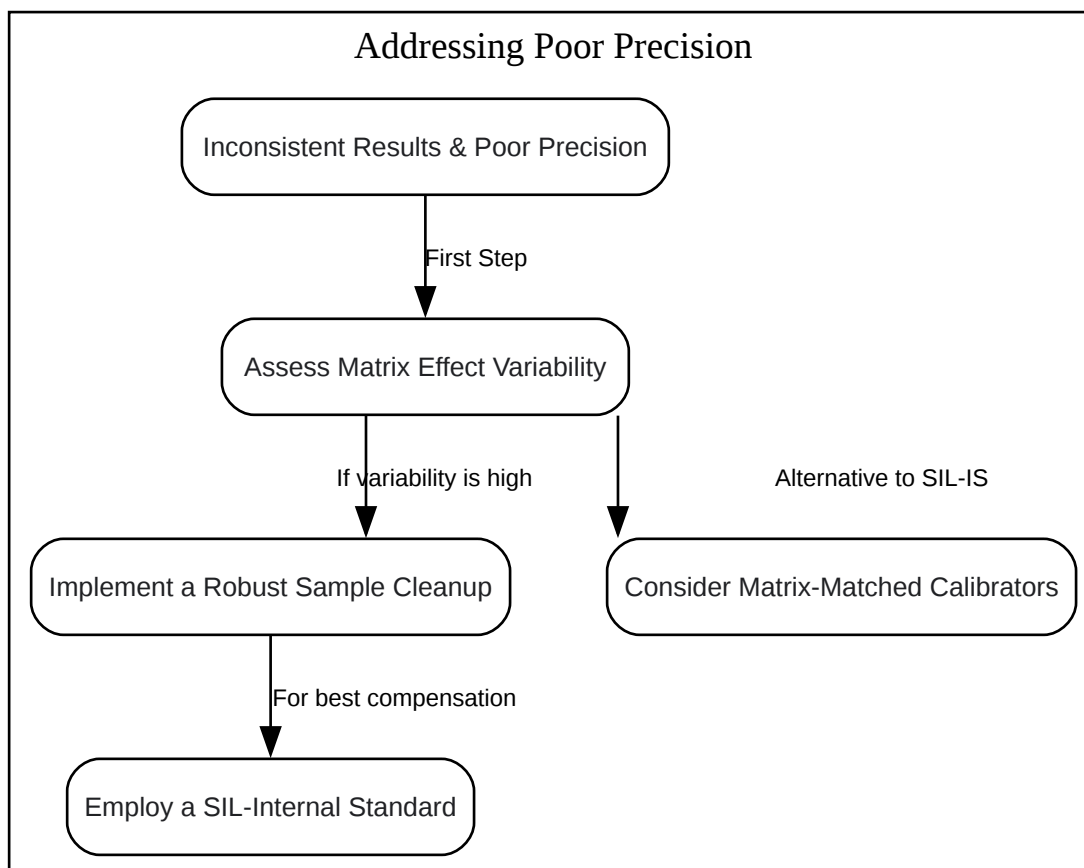 Addressing Poor Precision
Inconsistent Results & Poor Precision
First Step
Assess Matrix Effect Variability
If variability is high
Alternative to SIL-IS
Implement a Robust Sample Cleanup
Consider Matrix-Matched Calibrators
For best compensation
Employ a SIL-Internal Standard